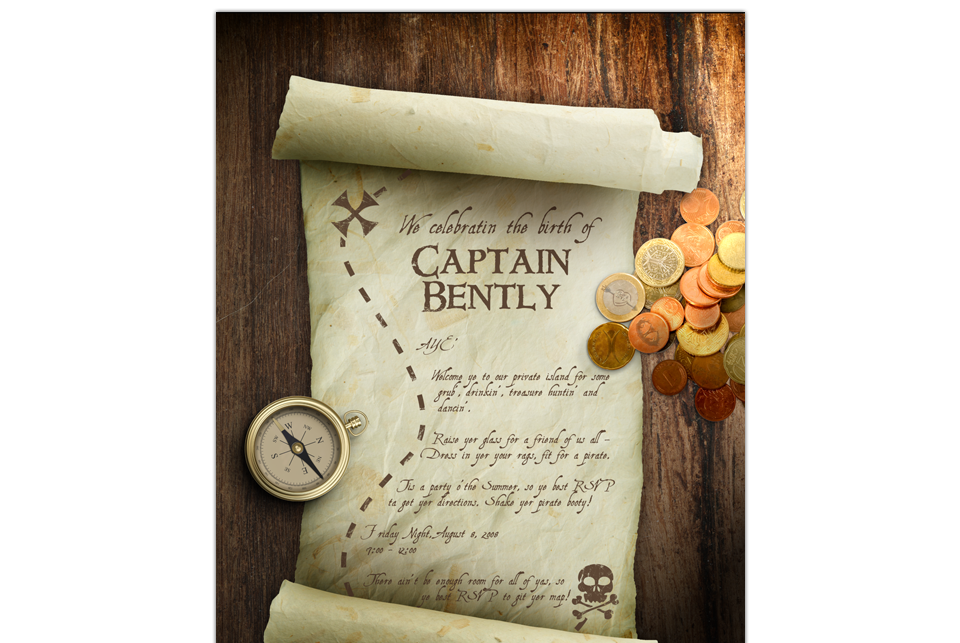 We celebratin the birth of
CAPTAIN
BENTLY
AYE'
Welcome ye to our private island for some
grub', drinkin', treasure huntin' and
dancin'.
Raise yer glass for a friend of us all -
Dress in yer your rags, fit for a pirate.
Tis a party o'the Summer, so ye best RSVP
to get yer directions. Shake yer pirate booty!
Friday Night, August 8, 2008
9:00 - 12:00
There ain't be enough room for all of yas, so
ye best RSVP to git yer map!
N
E
S
W